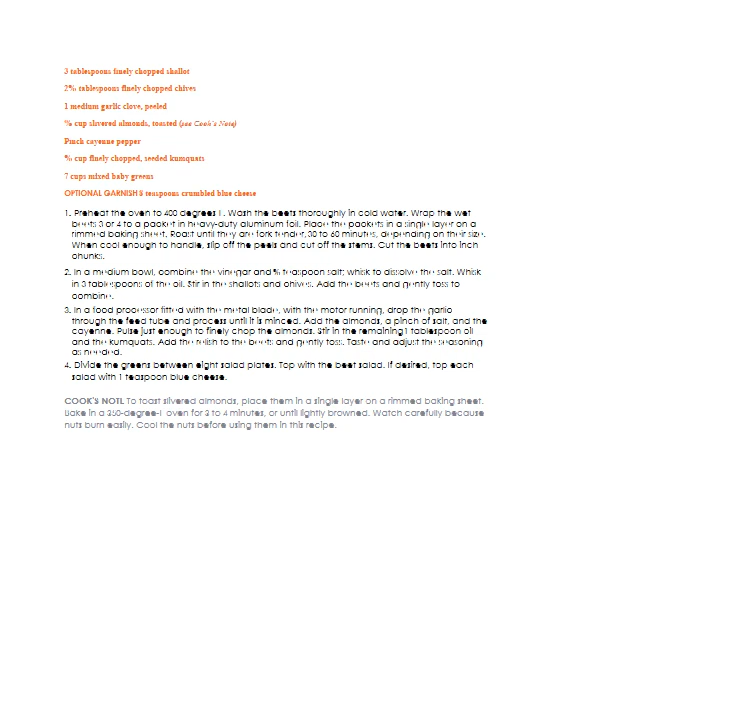 3 tablespoons finely chopped shallot
2% tablespoons finely chopped chives
1 medium garlic clove, peeled
% cup slivered almonds, toasted (see Cook's Note)
Pinch cayenne pepper
% cup finely chopped, seeded kumquats
7 cups mixed baby greens
OPTIONAL GARNISH 8 teaspoons crumbled blue cheese
1. Preheat the oven to 400 degrees F. Wash the beets thoroughly in cold water. Wrap the wet
beets 3 or 4 to a packet in heavy-duty aluminum foil. Place the packets in a single layer on a
rimmed baking sheet. Roast until they are fork tender, 30 to 60 minutes, depending on their size.
When cool enough to handle, slip off the peels and cut off the stems. Cut the beets into inch
chunks.
2. In a medium bowl, combine the vinegar and % teaspoon salt; whisk to dissolve the salt. Whisk
in 3 tablespoons of the oil. Stir in the shallots and chives. Add the beets and gently toss to
combine.
3. In a food processor fitted with the metal blade, with the motor running, drop the garlic
through the feed tube and process until it is minced. Add the almonds, a pinch of salt, and the
cayenne. Pulse just enough to finely chop the almonds. Stir in the remaining 1 tablespoon oil
and the kumquats. Add the relish to the beets and gently toss. Taste and adjust the seasoning
as needed.
4. Divide the greens between eight salad plates. Top with the beet salad. If desired, top each
salad with 1 teaspoon blue cheese.
COOK'S NOTE To toast slivered almonds, place them in a single layer on a rimmed baking sheet.
Bake in a 350-degree-F oven for 2 to 4 minutes, or until lightly browned. Watch carefully because
nuts burn easily. Cool the nuts before using them in this recipe.